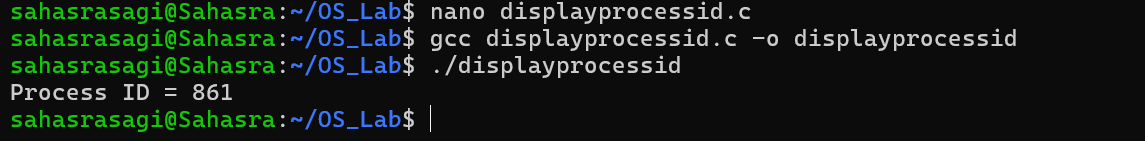 sahasrasagi@Sahasra:~/OS_Lab$ nano displayprocessid.c
sahasrasagi@Sahasra:~/OS_Lab$ gcc displayprocessid.c -o displayprocessid
sahasrasagi@Sahasra:~/OS_Lab$ ./displayprocessid
Process ID = 861
sahasrasagi@Sahasra:~/OS_Lab$